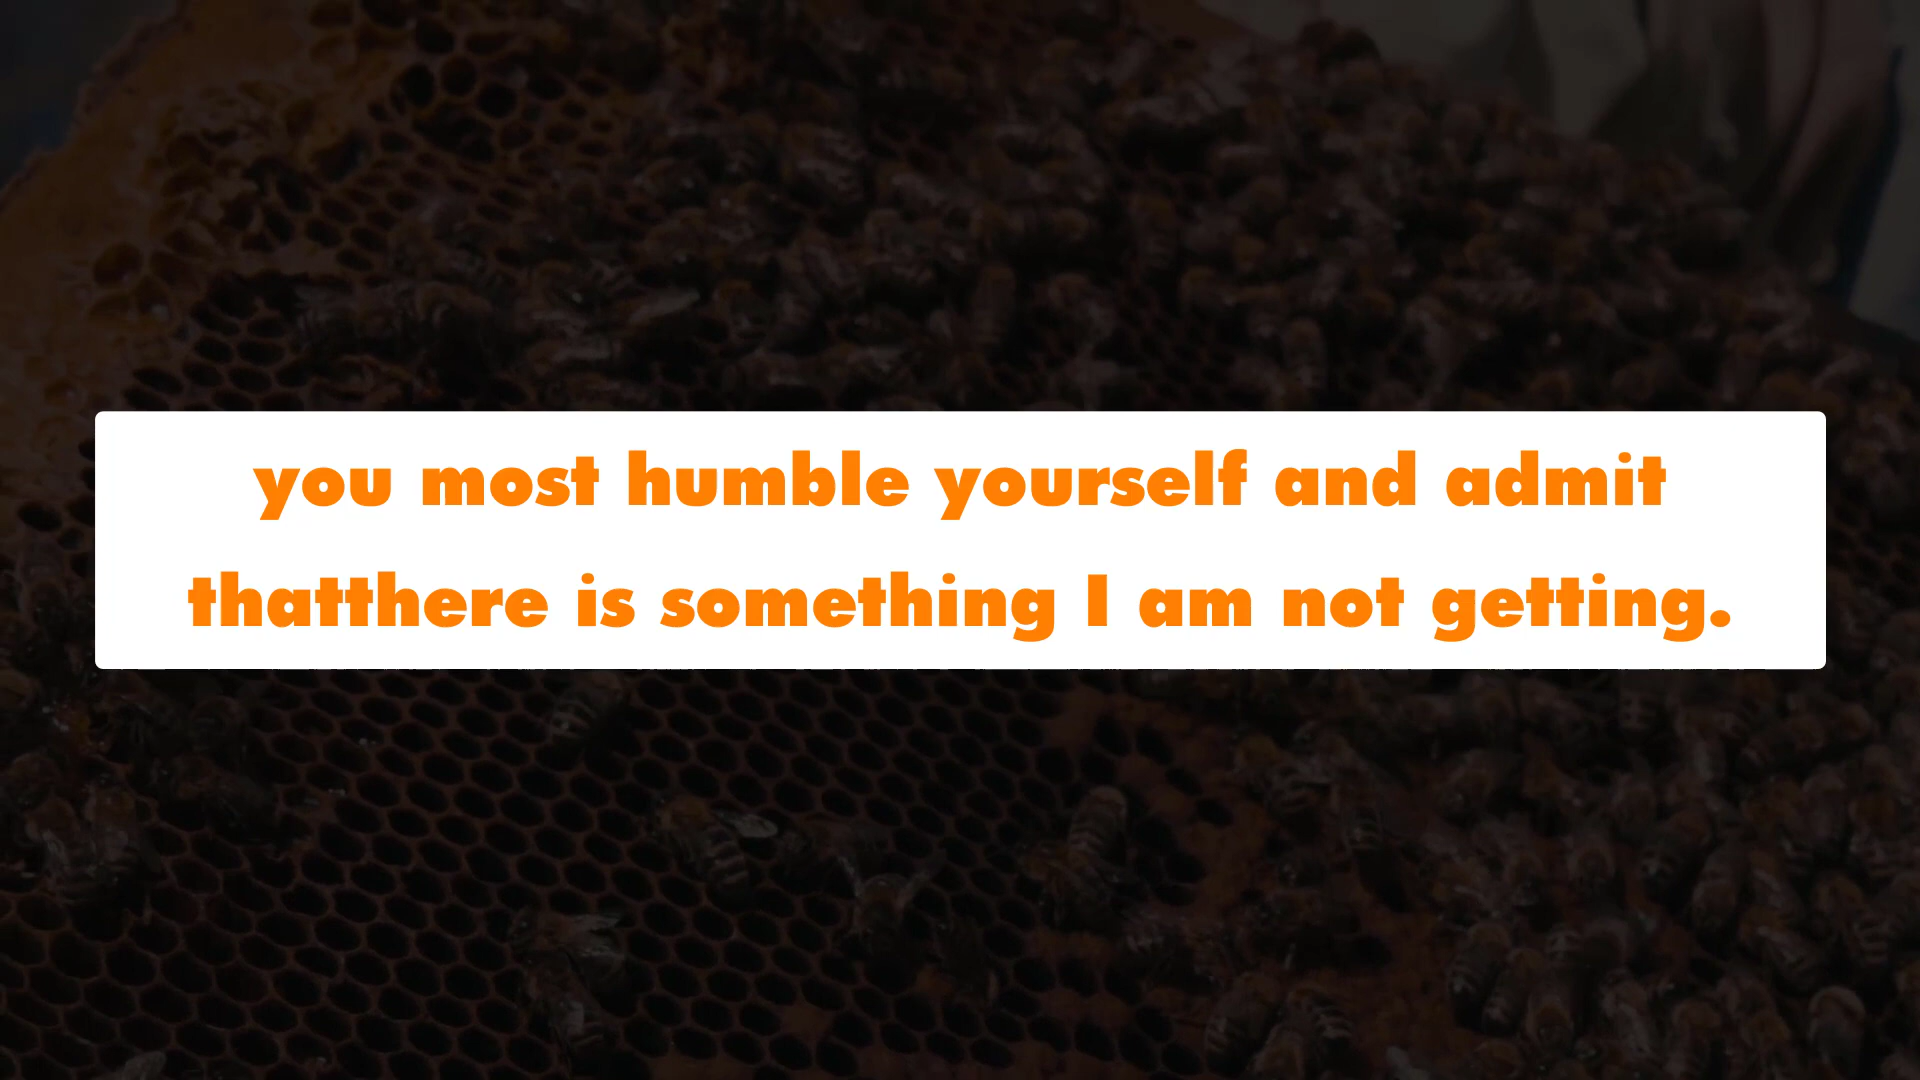 you most humble yourself and admit
thatthere is something I am not getting.